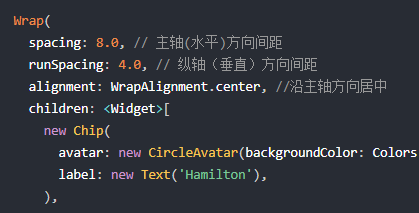 Wrap(
spacing: 8.0, // 主轴(水平)方向间距
runSpacing: 4.0, // 纵轴（垂直）方向间距
alignment: WrapAlignment.center, //沿主轴方向居中
children: <Widget>[
new Chip(
avatar: new CircleAvatar(backgroundColor: Colors
label: new Text('Hamilton'),
),